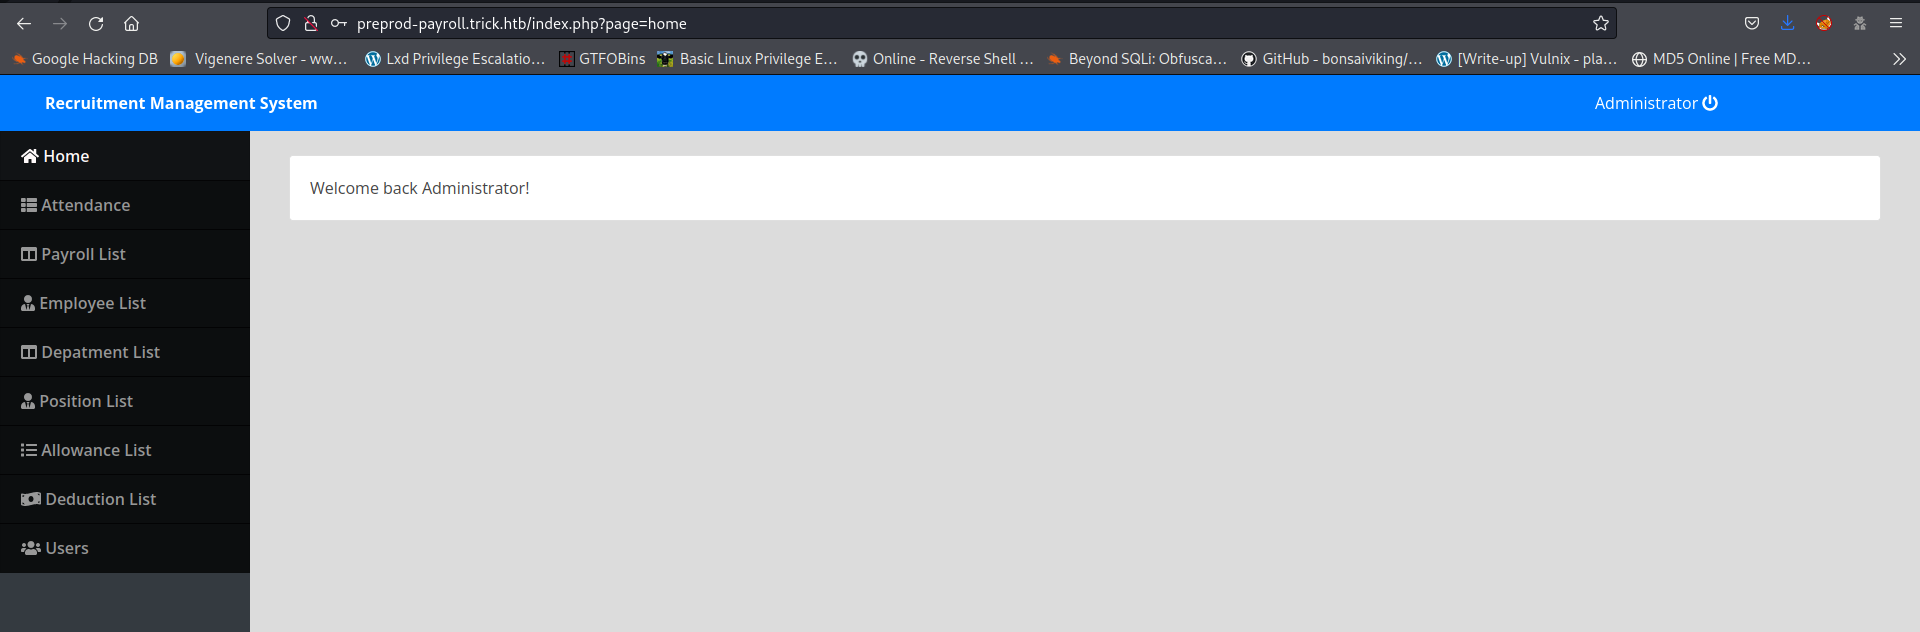 preprod-payroll.trick.htb/index.php?page=home
Google Hacking DB Vigenere Solver - ww... Lxd Privilege Escalatio... GTFOBins Basic Linux Privilege E... Online - Reverse Shell ... Beyond SQLi: Obfusca... GitHub - bonsaiviking/... [Write-up] Vulnix - pla... MD5 Online | Free MD...
Recruitment Management System Administrator
Home
Welcome back Administrator!
Attendance
Payroll List
Employee List
Depatment List
Position List
Allowance List
Deduction List
Users